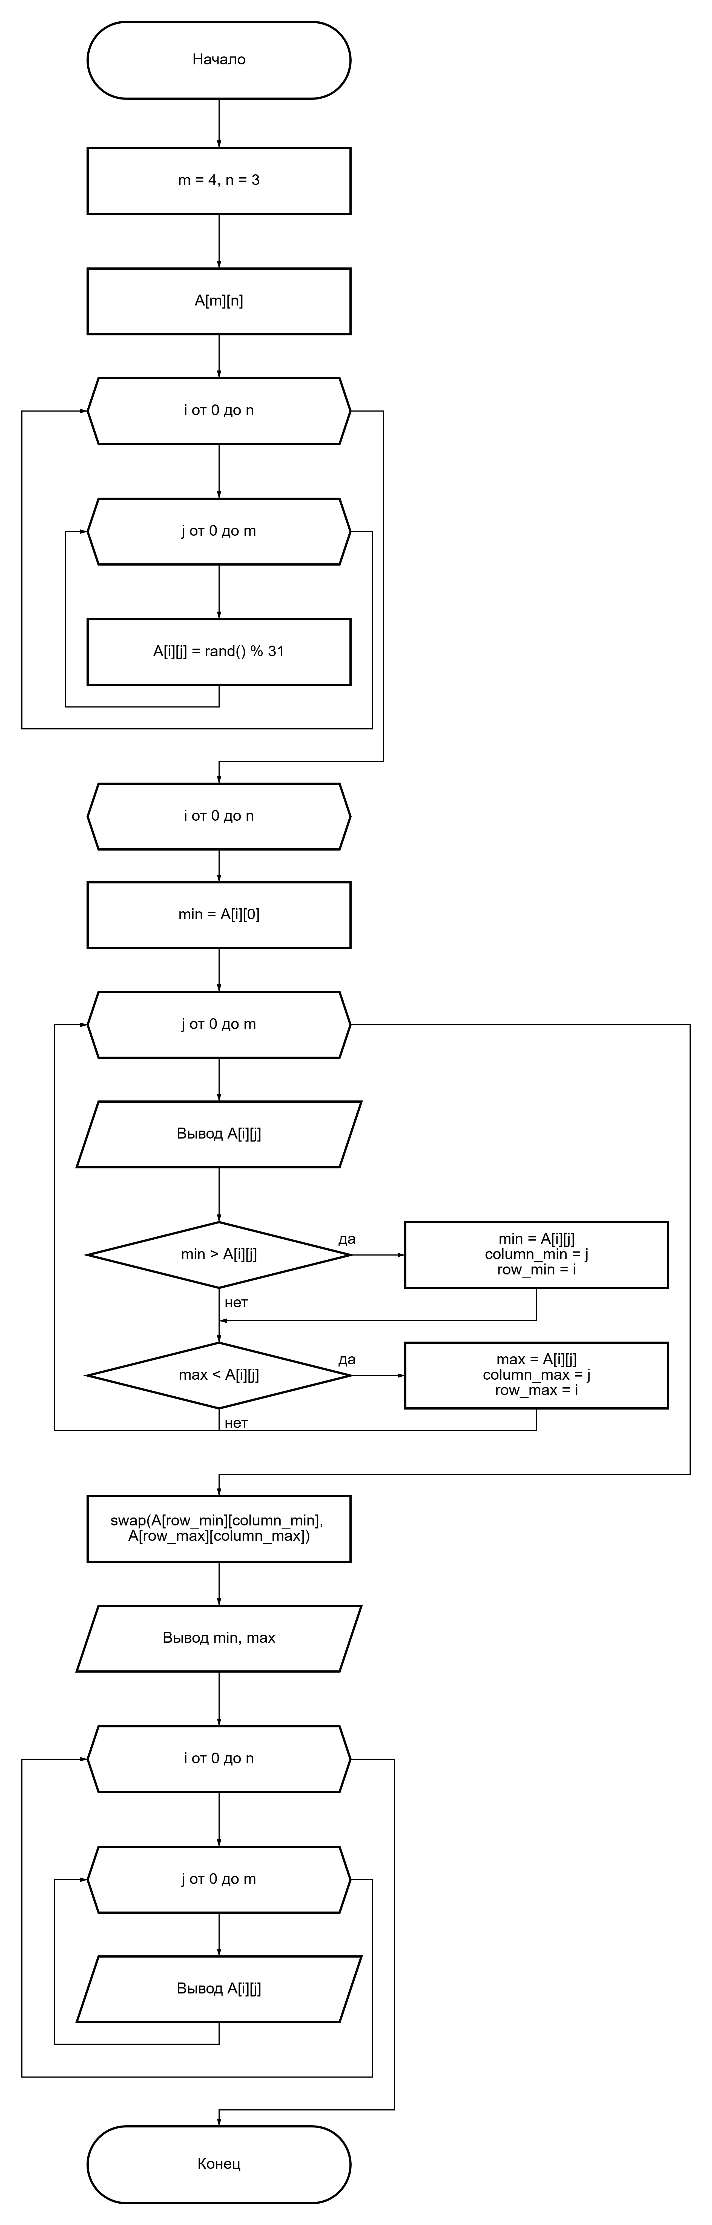 Начало
m = 4, n = 3
A[m][n]
i от 0 до n
j от 0 до m
A[i][j] = rand() % 31
i от 0 до n
min = A[i][0]
j от 0 до m
Вывод A[i][j]
min > A[i][j]
да
min = A[i][j]
column_min = j
row_min = i
нет
max < A[i][j]
да
max = A[i][j]
column_max = j
row_max = i
нет
swap(A[row_min][column_min],
A[row_max][column_max])
Вывод min, max
i от 0 до n
j от 0 до m
Вывод A[i][j]
Конец